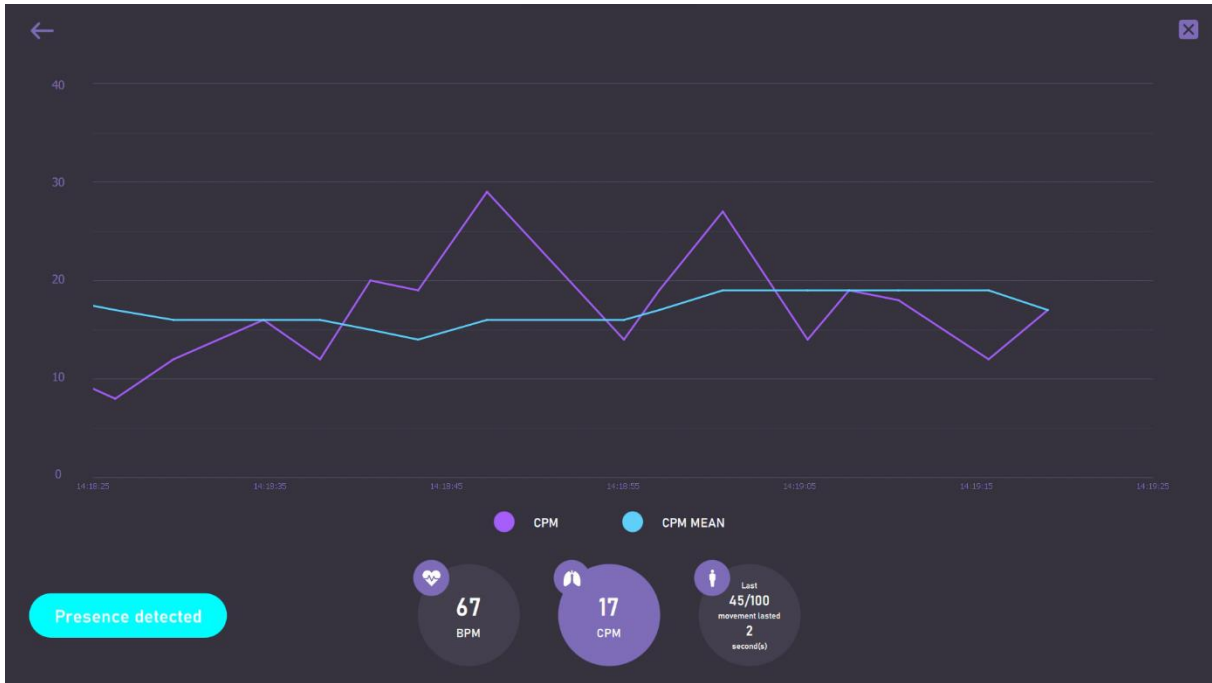 40
30
20
10
0
14:18:25 14:18:35 14:18:45 14:18:55 14:19:05 14:19:15 14:19:25
CPM CPM MEAN
67
BPM
17
CPM
Last
45/100
movement lasted
2
second(s)
Presence detected